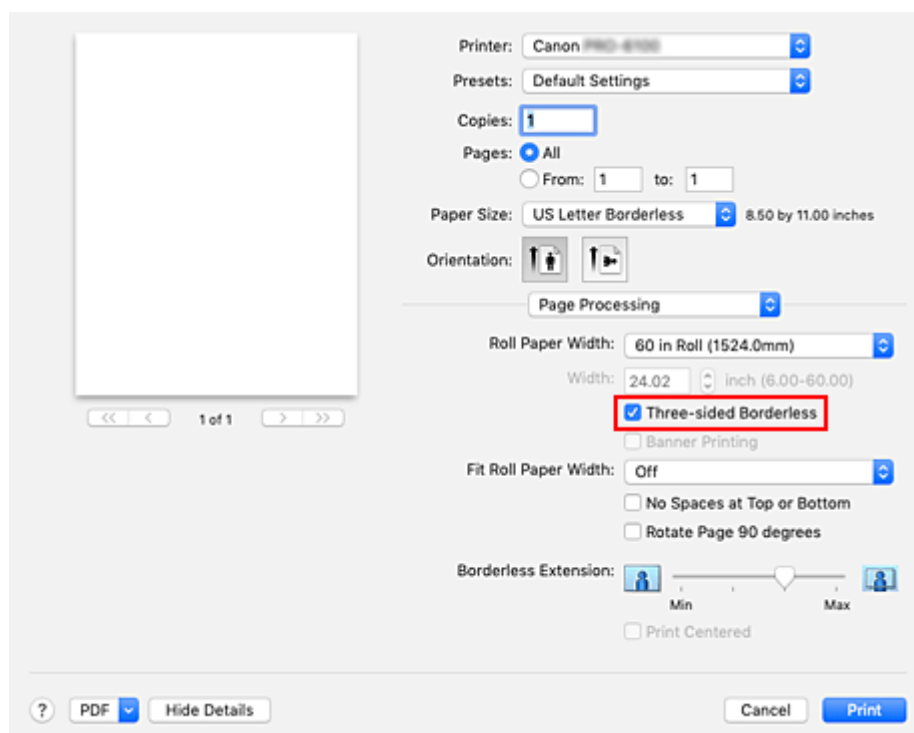 Printer: Canon
Presets: Default Settings
Copies: 1
Pages: All
From: 1 to: 1
Paper Size: US Letter Borderless 8.50 by 11.00 inches
Orientation:
Page Processing
Roll Paper Width: 60 in Roll (1524.0mm)
Width: 24.02 inch (6.00-60.00)
<< < 1 of 1 > >>
Three-sided Borderless
Banner Printing
Fit Roll Paper Width: Off
No Spaces at Top or Bottom
Rotate Page 90 degrees
Borderless Extension:
Min Max
Print Centered
? PDF Hide Details Cancel Print